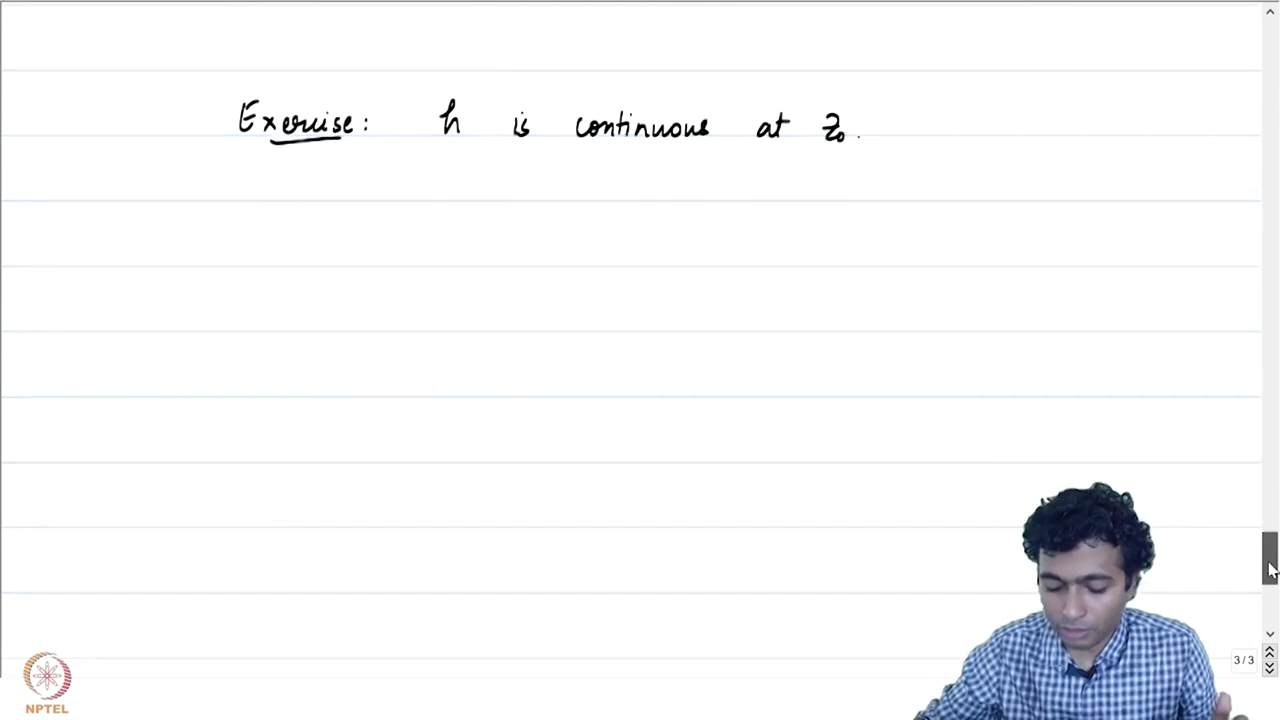 Exercise: h is continuous at z₀.
3 / 3
NPTEL